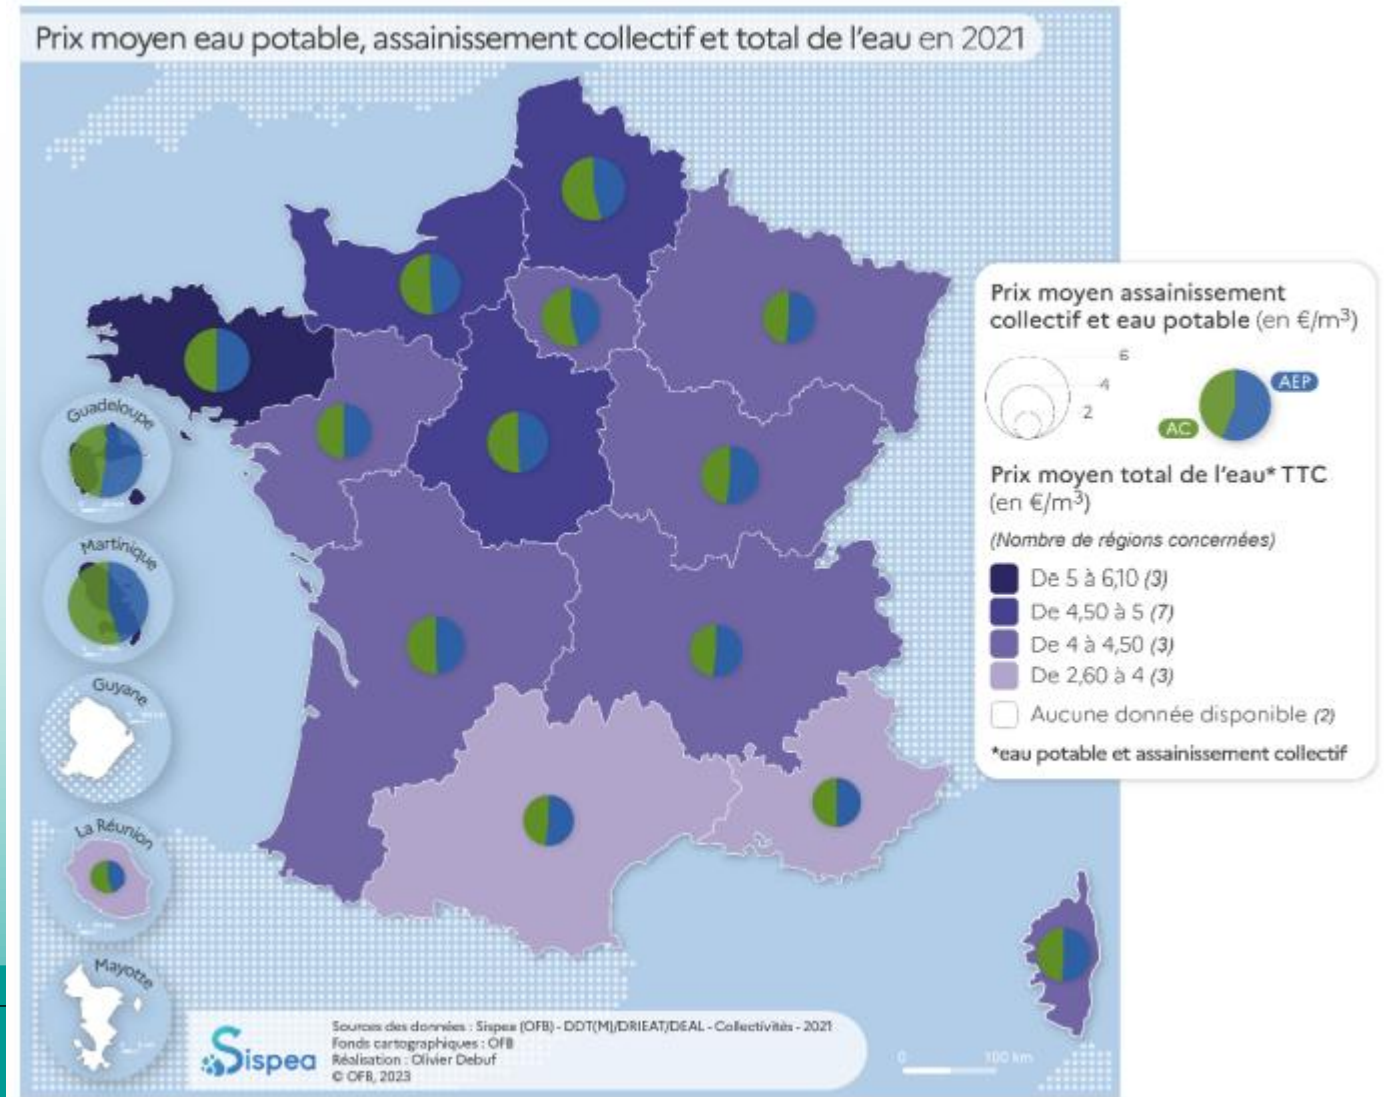 Prix moyen eau potable, assainissement collectif et total de l'eau en 2021
Prix moyen assainissement
collectif et eau potable (en €/m³)
6
4
2
AEP
AC
Prix moyen total de l'eau* TTC
(en €/m³)
(Nombre de régions concernées)
De 5 à 6,10 (3)
De 4,50 à 5 (7)
De 4 à 4,50 (3)
De 2,60 à 4 (3)
Aucune donnée disponible (2)
*eau potable et assainissement collectif
Guadeloupe
Martinique
Guyane
La Réunion
Mayotte
Sispea
Sources des données : Sispea (OFB) - DDT(M)/DRIEAT/DEAL - Collectivités - 2021
Fonds cartographiques : OFB
Réalisation : Olivier Debuf
© OFB, 2023
0 100 km